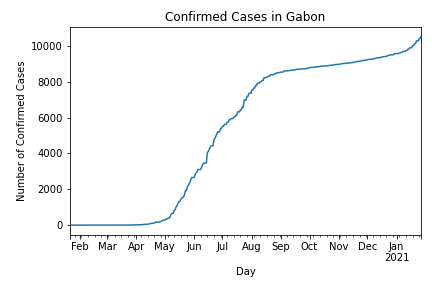 Confirmed Cases in Gabon
Number of Confirmed Cases
10000
8000
6000
4000
2000
0
Feb Mar Apr May Jun Jul Aug Sep Oct Nov Dec Jan
2021
Day